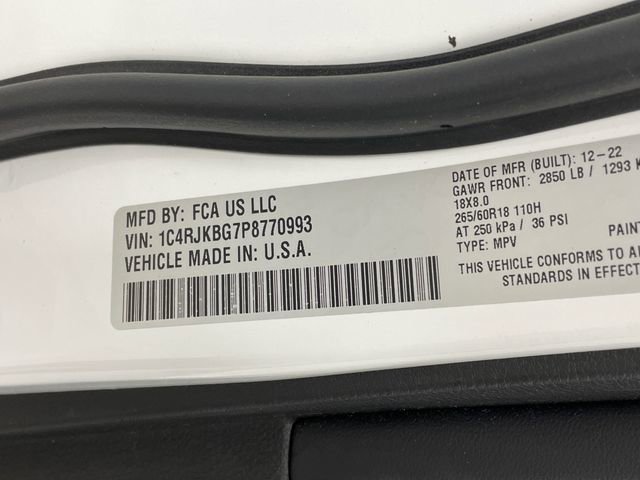 MFD BY: FCA US LLC
VIN: 1C4RJKBG7P8770993
VEHICLE MADE IN: U.S.A.
DATE OF MFR (BUILT): 12-22
GAWR FRONT: 2850 LB / 1293 K
18X8.0
265/60R18 110H
AT 250 kPa / 36 PSI
TYPE: MPV
PAINT
THIS VEHICLE CONFORMS TO AL
STANDARDS IN EFFECT